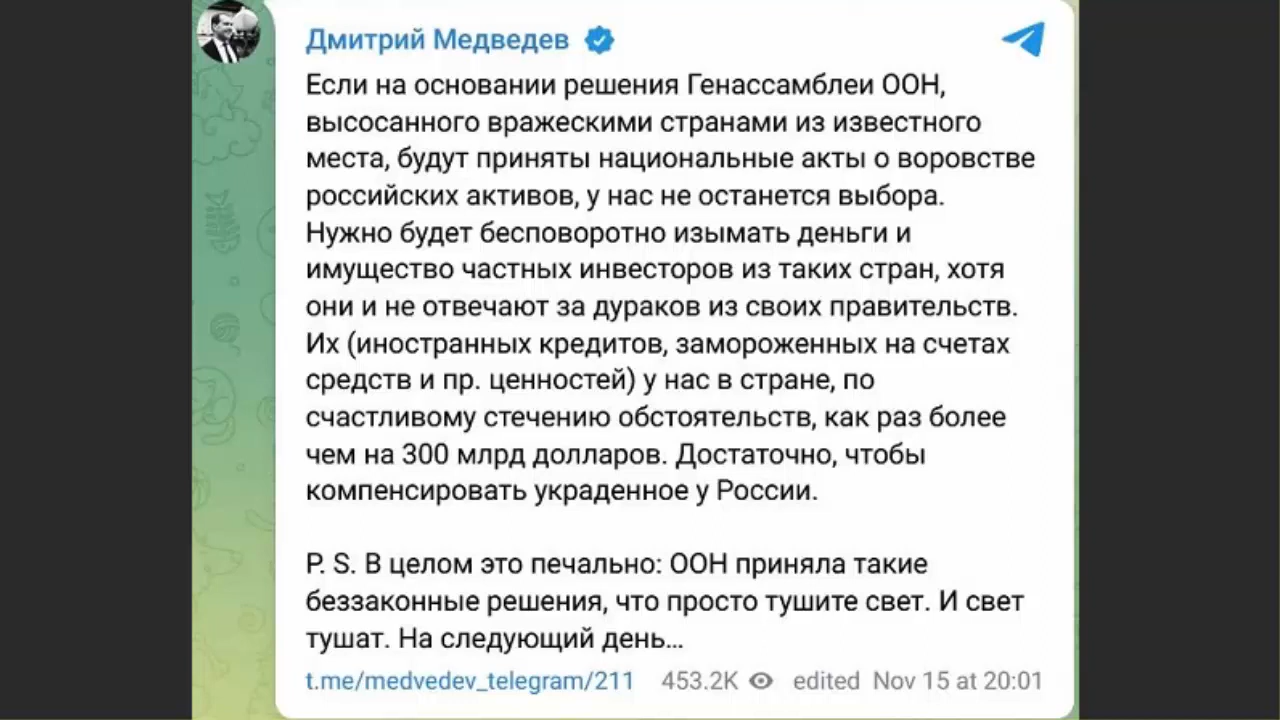 Дмитрий Медведев
Если на основании решения Генассамблеи ООН,
высосанного вражескими странами из известного
места, будут приняты национальные акты о воровстве
российских активов, у нас не останется выбора.
Нужно будет бесповоротно изымать деньги и
имущество частных инвесторов из таких стран, хотя
они и не отвечают за дураков из своих правительств.
Их (иностранных кредитов, замороженных на счетах
средств и пр. ценностей) у нас в стране, по
счастливому стечению обстоятельств, как раз более
чем на 300 млрд долларов. Достаточно, чтобы
компенсировать украденное у России.
P. S. В целом это печально: ООН приняла такие
беззаконные решения, что просто тушите свет. И свет
тушат. На следующий день…
t.me/medvedev_telegram/211 453.2K edited Nov 15 at 20:01